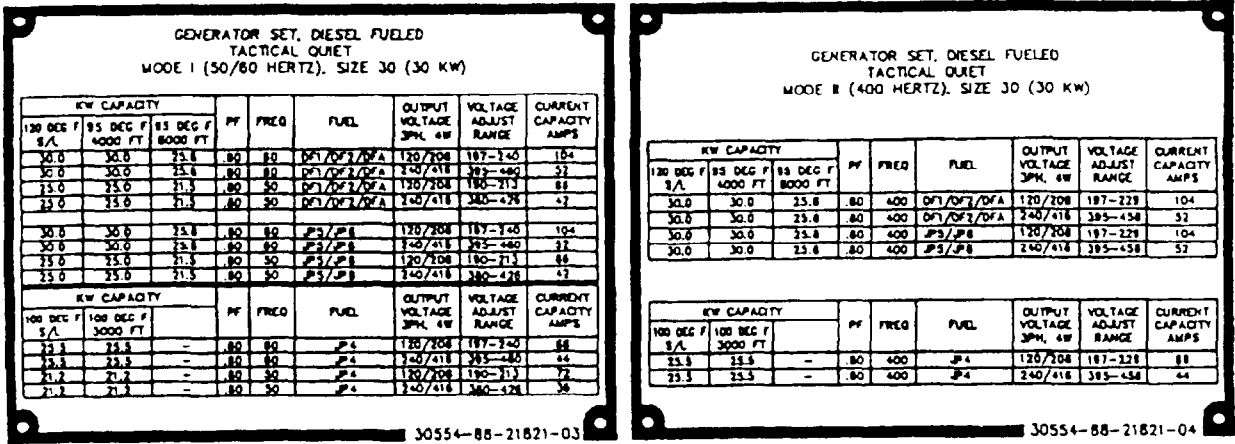 GENERATOR SET, DIESEL FUELED
TACTICAL QUIET
MODE I (50/60 HERTZ), SIZE 30 (30 KW)
KW CAPACITY PF FREQ FUEL OUTPUT VOLTAGE 3PH, 4W VOLTAGE ADJUST RANGE CURRENT CAPACITY AMPS
120 DEG F S/L 95 DEG F 4000 FT 95 DEG F 8000 FT
30.0 30.0 25.6 .80 60 DF1/DF2/DFA 120/208 197-240 104
30.0 30.0 25.6 .80 60 DF1/DF2/DFA 240/416 395-480 52
25.0 25.0 21.5 .80 50 DF1/DF2/DFA 120/208 190-213
25.0 25.0 21.5 .80 50 DF1/DF2/DFA 240/416 380-426 42
30.0 30.0 25.6 .80 60 JP5/JP8 120/208 197-240 104
30.0 30.0 25.6 .80 60 JP5/JP8 240/416 395-480 52
25.0 25.0 21.5 .80 50 JP5/JP8 120/208 190-213
25.0 25.0 21.5 .80 50 JP5/JP8 240/416 380-426 42
KW CAPACITY PF FREQ FUEL OUTPUT VOLTAGE 3PH, 4W VOLTAGE ADJUST RANGE CURRENT CAPACITY AMPS
100 DEG F S/L 100 DEG F 3000 FT
25.5 25.5 - .80 60 JP4 120/208 197-240 88
25.5 25.5 - .80 60 JP4 240/416 395-480 44
21.2 21.2 - .80 50 JP4 120/208 190-213 72
21.2 21.2 - .80 50 JP4 240/416 380-426 36
30554-88-21821-03
GENERATOR SET, DIESEL FUELED
TACTICAL QUIET
MODE II (400 HERTZ), SIZE 30 (30 KW)
KW CAPACITY PF FREQ FUEL OUTPUT VOLTAGE 3PH, 4W VOLTAGE ADJUST RANGE CURRENT CAPACITY AMPS
120 DEG F S/L 95 DEG F 4000 FT 95 DEG F 8000 FT
30.0 30.0 25.6 .80 400 DF1/DF2/DFA 120/208 197-229 104
30.0 30.0 25.6 .80 400 DF1/DF2/DFA 240/416 395-458 52
30.0 30.0 25.6 .80 400 JP5/JP8 120/208 197-229 104
30.0 30.0 25.6 .80 400 JP5/JP8 240/416 395-458 52
KW CAPACITY PF FREQ FUEL OUTPUT VOLTAGE 3PH, 4W VOLTAGE ADJUST RANGE CURRENT CAPACITY AMPS
100 DEG F S/L 100 DEG F 3000 FT
25.5 25.5 - .80 400 JP4 120/208 197-229 88
25.5 25.5 - .80 400 JP4 240/416 395-458 44
30554-88-21821-04